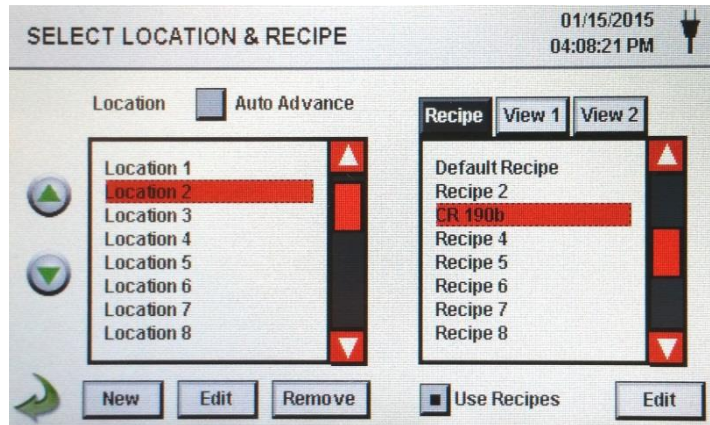 SELECT LOCATION & RECIPE
01/15/2015
04:08:21 PM
Location
Auto Advance
Location 1
Location 2
Location 3
Location 4
Location 5
Location 6
Location 7
Location 8
New
Edit
Remove
Recipe
View 1
View 2
Default Recipe
Recipe 2
CR 190b
Recipe 4
Recipe 5
Recipe 6
Recipe 7
Recipe 8
Use Recipes
Edit